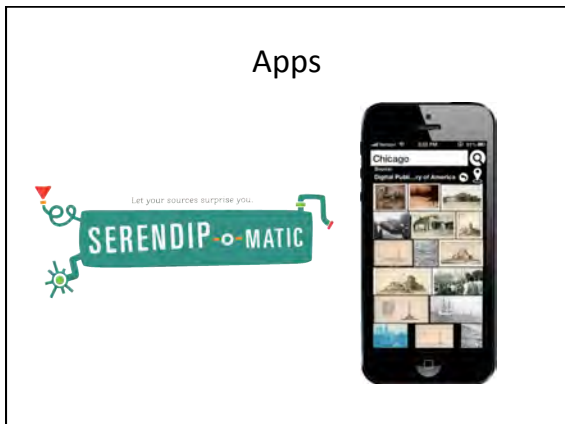 Apps
Let your sources surprise you.
SERENDIP-o-MATIC
Chicago
Digital Publi...ry of America